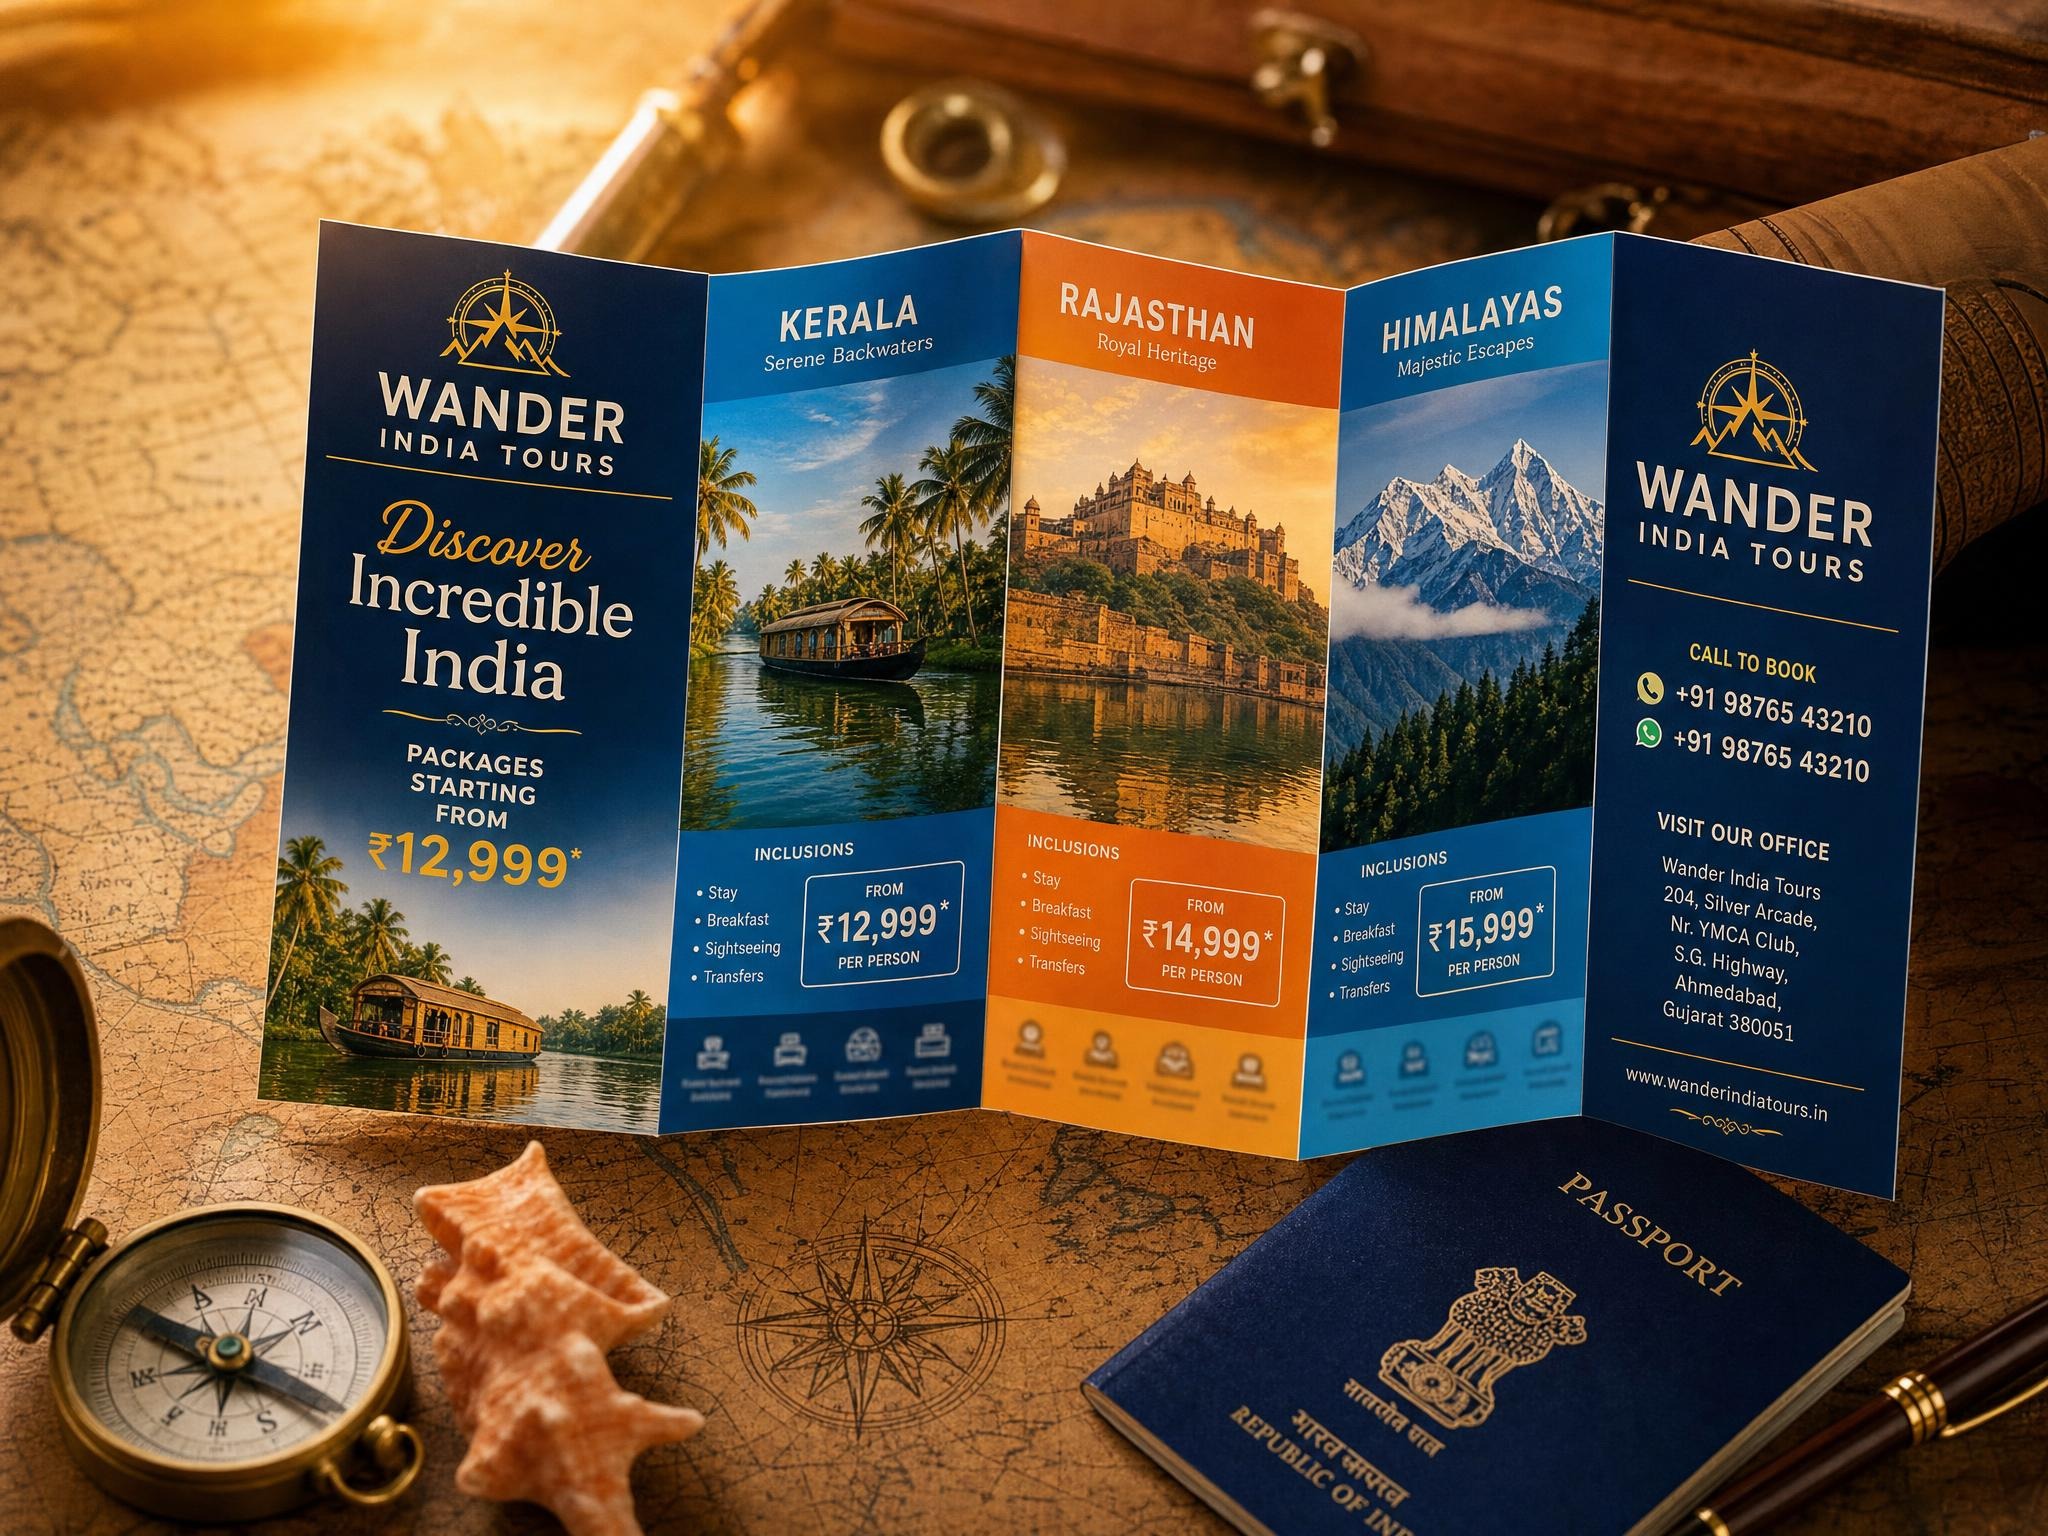 WANDER
INDIA TOURS
Discover
Incredible
India
PACKAGES
STARTING
FROM
₹12,999*
KERALA
Serene Backwaters
INCLUSIONS
• Stay
• Breakfast
• Sightseeing
• Transfers
FROM
₹12,999*
PER PERSON
RAJASTHAN
Royal Heritage
INCLUSIONS
• Stay
• Breakfast
• Sightseeing
• Transfers
FROM
₹14,999*
PER PERSON
HIMALAYAS
Majestic Escapes
INCLUSIONS
• Stay
• Breakfast
• Sightseeing
• Transfers
FROM
₹15,999*
PER PERSON
WANDER
INDIA TOURS
CALL TO BOOK
+91 98765 43210
+91 98765 43210
VISIT OUR OFFICE
Wander India Tours
204, Silver Arcade,
Nr. YMCA Club,
S.G. Highway,
Ahmedabad,
Gujarat 380051
www.wanderindiatours.in
PASSPORT
REPUBLIC OF
N
S